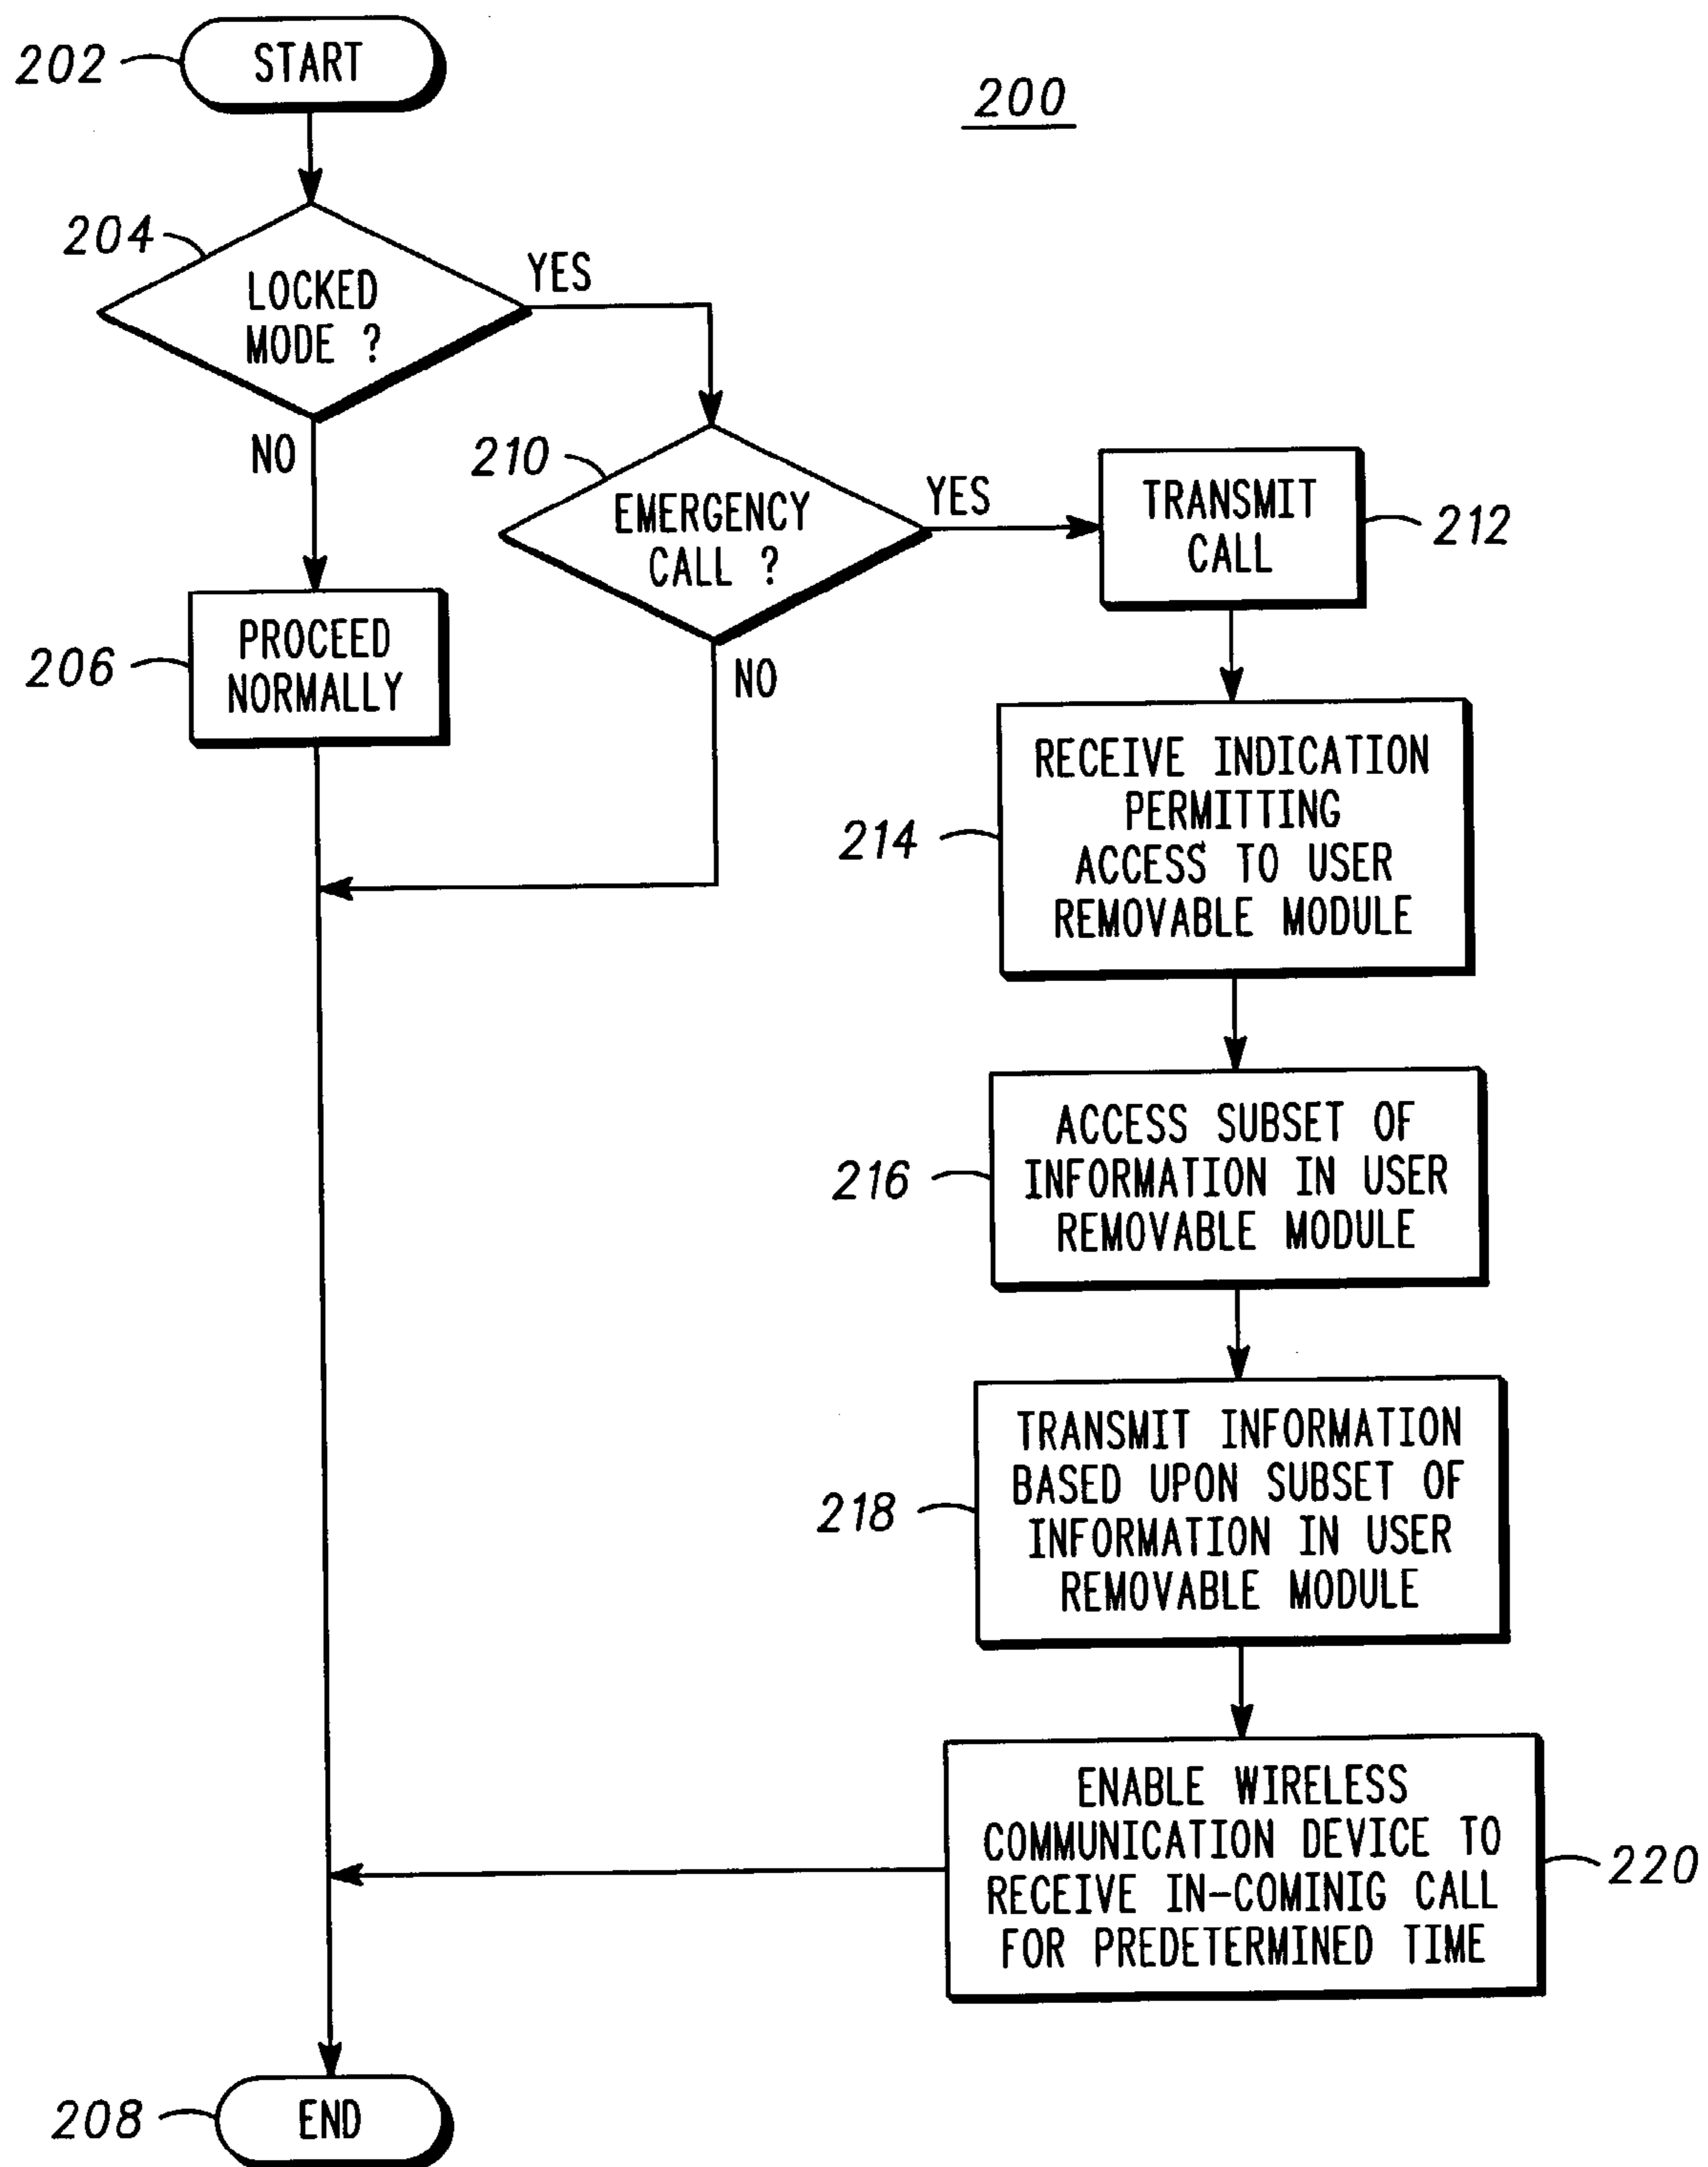 202
START
200
204
LOCKED
MODE ?
YES
NO
210
EMERGENCY
CALL ?
YES
NO
TRANSMIT
CALL
212
206
PROCEED
NORMALLY
214
RECEIVE INDICATION
PERMITTING
ACCESS TO USER
REMOVABLE MODULE
216
ACCESS SUBSET OF
INFORMATION IN USER
REMOVABLE MODULE
218
TRANSMIT INFORMATION
BASED UPON SUBSET OF
INFORMATION IN USER
REMOVABLE MODULE
ENABLE WIRELESS
COMMUNICATION DEVICE TO
RECEIVE IN-COMINIG CALL
FOR PREDETERMINED TIME
220
208
END